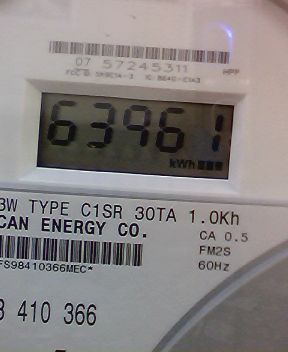 07 57245311
63961
kWh
3W TYPE C1SR 30TA 1.0Kh
CAN ENERGY CO.
CA 0.5
FM2S
60Hz
FS98410366MEC*
8 410 366